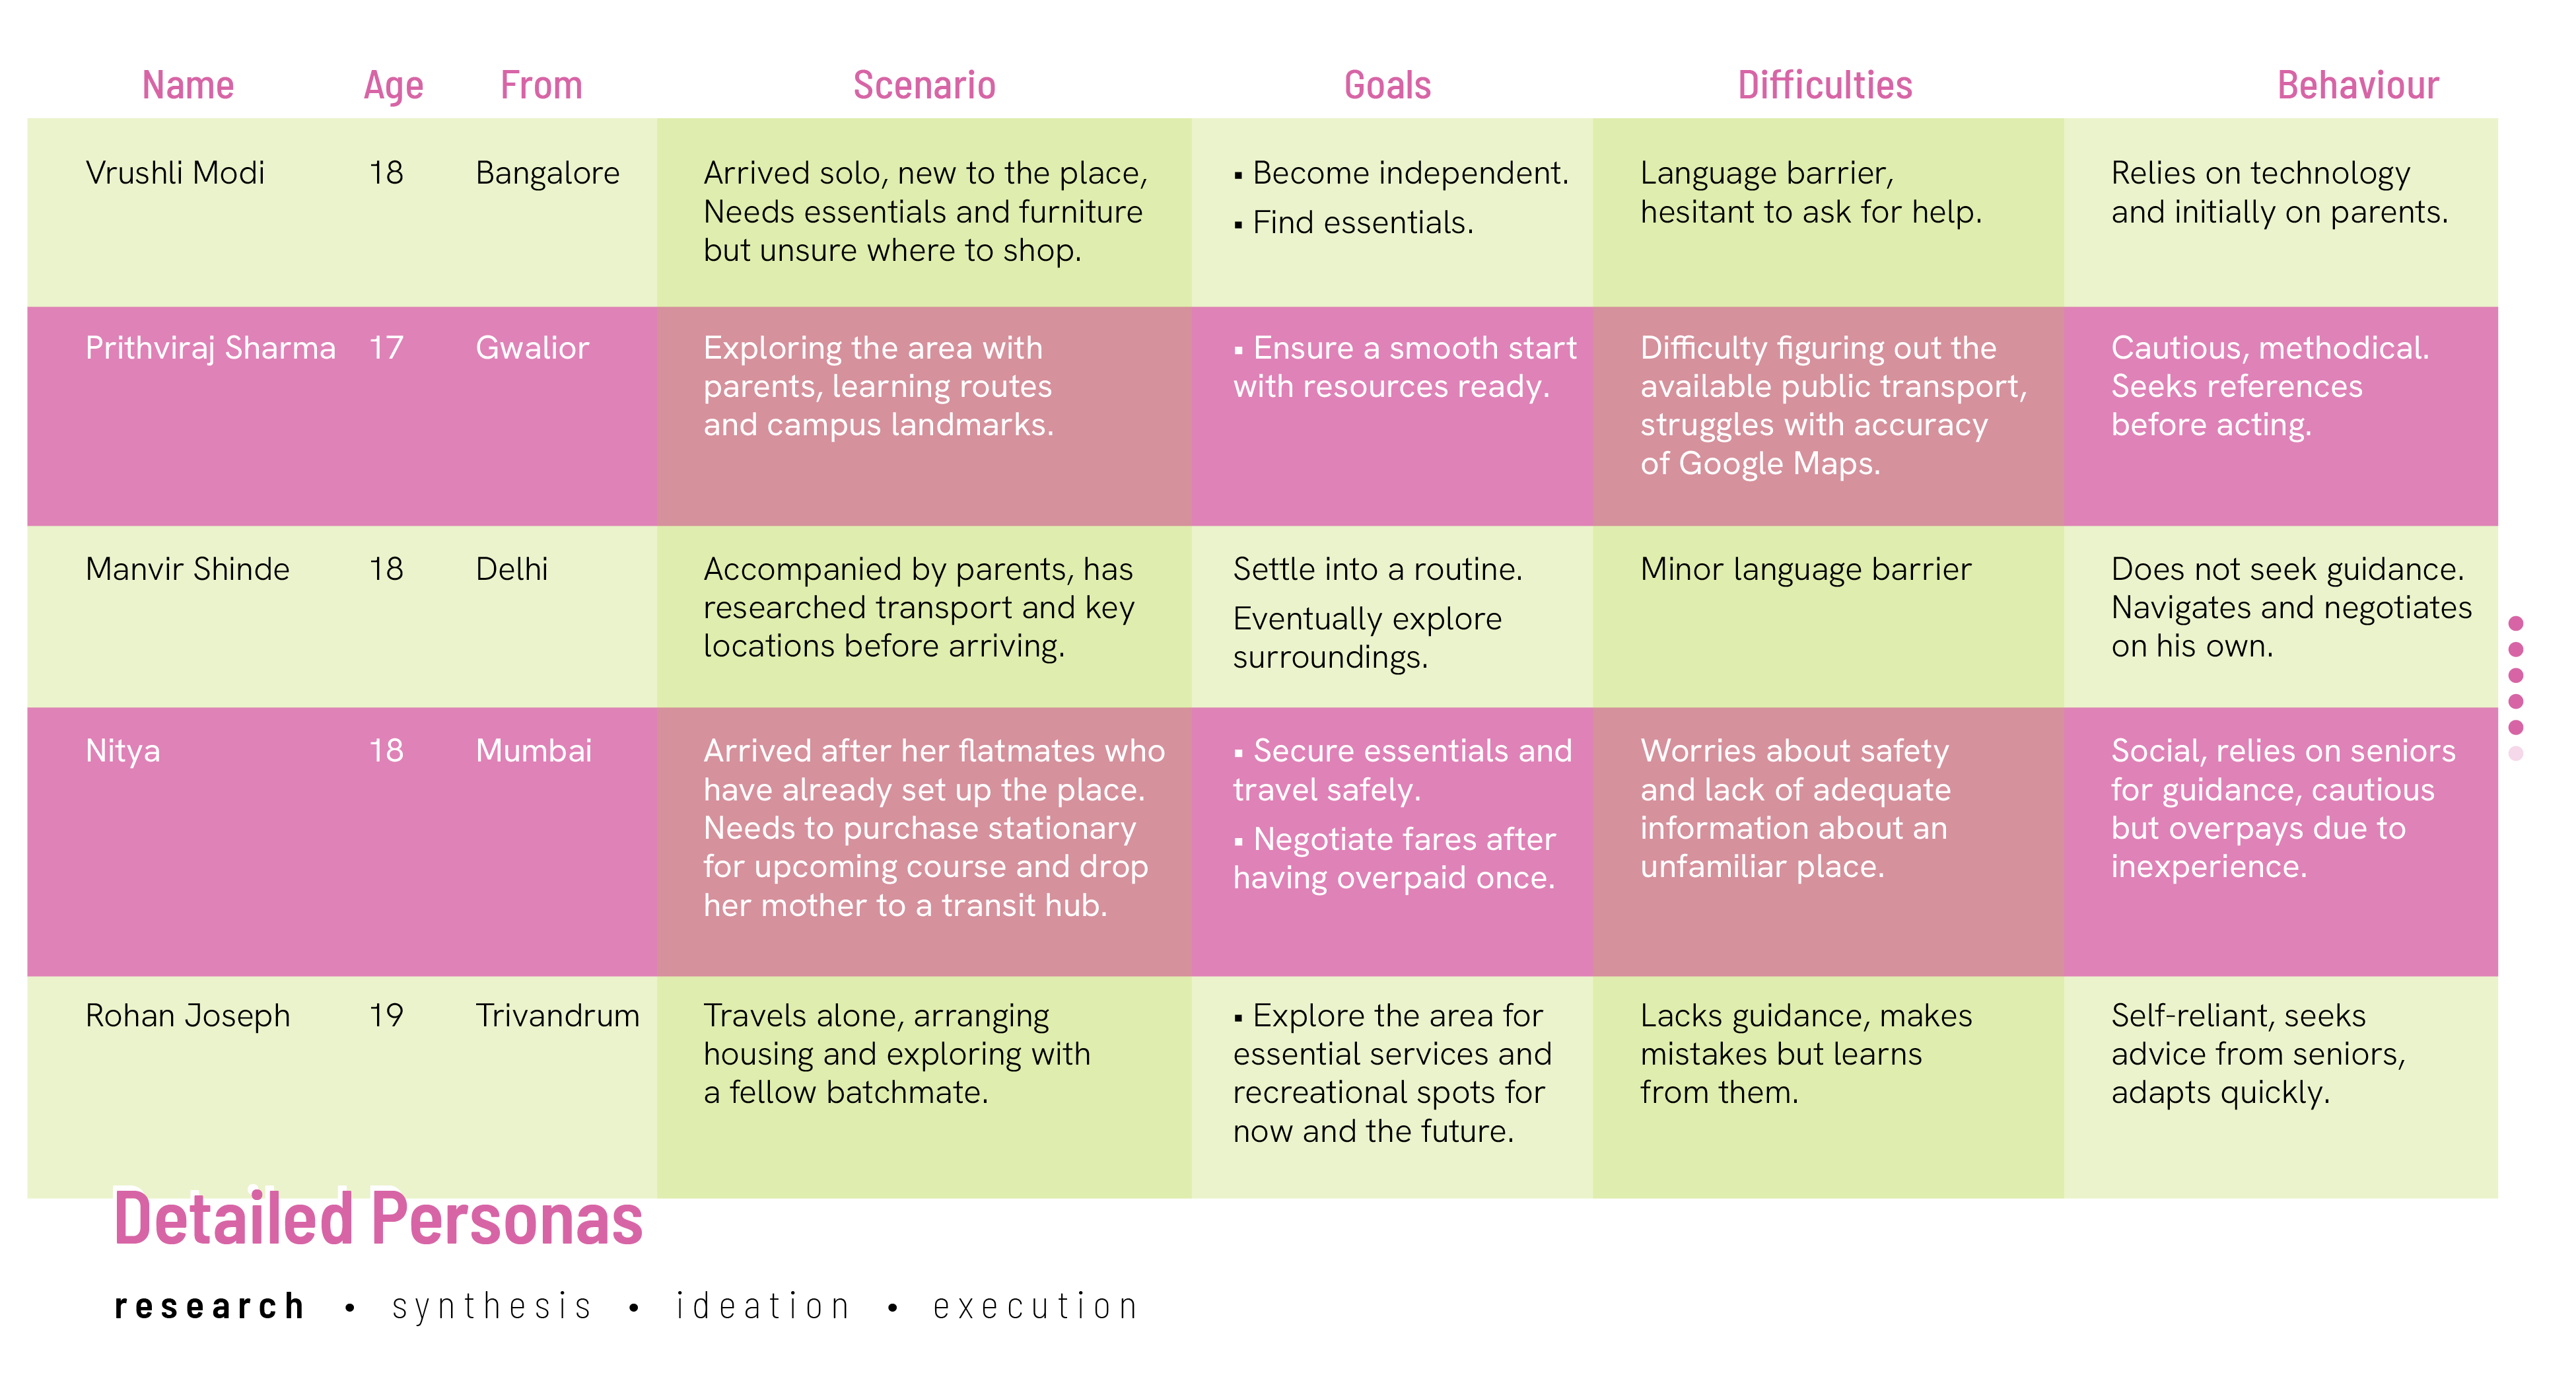 Name Age From Scenario Goals Difficulties Behaviour
Vrushli Modi 18 Bangalore
Arrived solo, new to the place,
Needs essentials and furniture
but unsure where to shop.
▪ Become independent.
▪ Find essentials.
Language barrier,
hesitant to ask for help.
Relies on technology
and initially on parents.
Prithviraj Sharma 17 Gwalior
Exploring the area with
parents, learning routes
and campus landmarks.
▪ Ensure a smooth start
with resources ready.
Difficulty figuring out the
available public transport,
struggles with accuracy
of Google Maps.
Cautious, methodical.
Seeks references
before acting.
Manvir Shinde 18 Delhi
Accompanied by parents, has
researched transport and key
locations before arriving.
Settle into a routine.
Eventually explore
surroundings.
Minor language barrier
Does not seek guidance.
Navigates and negotiates
on his own.
Nitya 18 Mumbai
Arrived after her flatmates who
have already set up the place.
Needs to purchase stationary
for upcoming course and drop
her mother to a transit hub.
▪ Secure essentials and
travel safely.
▪ Negotiate fares after
having overpaid once.
Worries about safety
and lack of adequate
information about an
unfamiliar place.
Social, relies on seniors
for guidance, cautious
but overpays due to
inexperience.
Rohan Joseph 19 Trivandrum
Travels alone, arranging
housing and exploring with
a fellow batchmate.
▪ Explore the area for
essential services and
recreational spots for
now and the future.
Lacks guidance, makes
mistakes but learns
from them.
Self-reliant, seeks
advice from seniors,
adapts quickly.
Detailed Personas
research • synthesis • ideation • execution